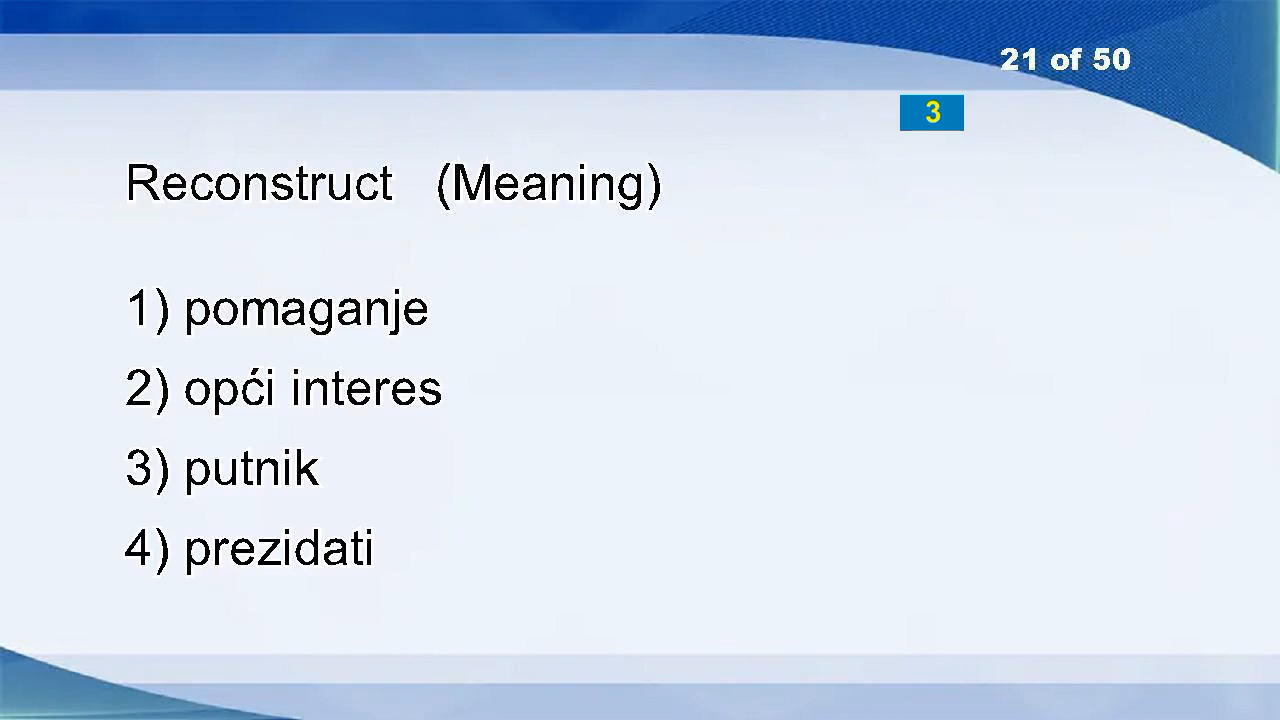 21 of 50
3
Reconstruct (Meaning)
1) pomaganje
2) opći interes
3) putnik
4) prezidati